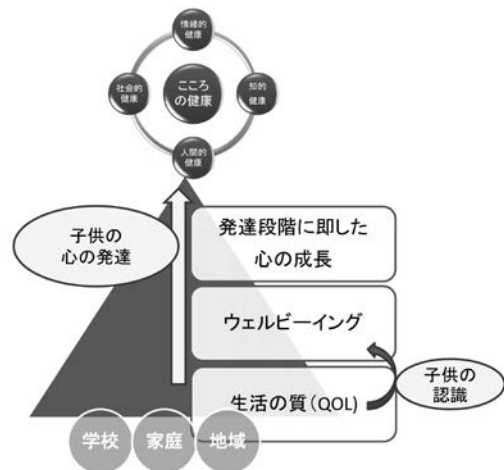 情緒的
健康
社会的
健康
こころ
の健康
知的
健康
人間的
健康
子供の
心の発達
発達段階に即した
心の成長
ウェルビーイング
生活の質(QOL)
子供の
認識
学校
家庭
地域